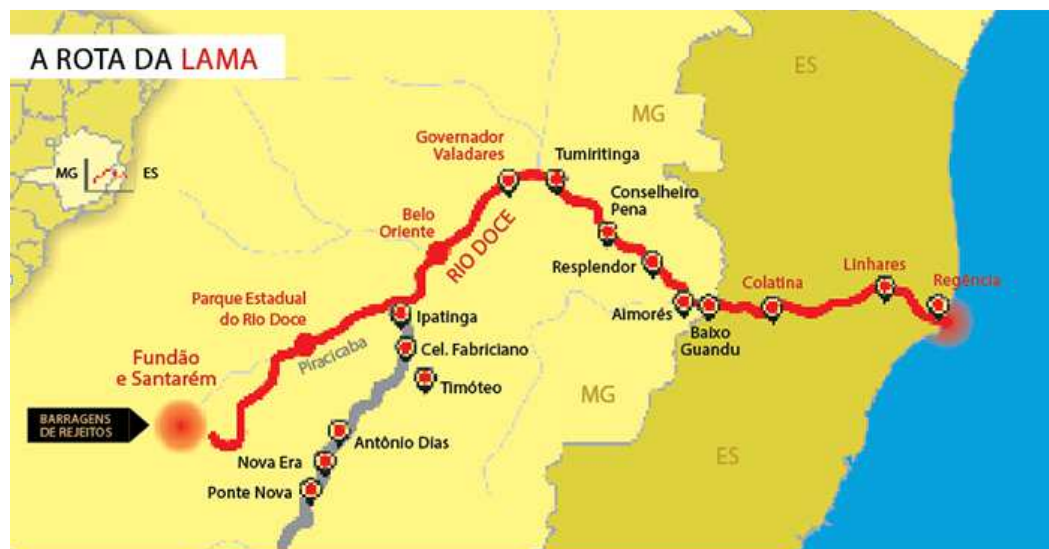 A ROTA DA LAMA
ES
MG
Governador
Valadares
Tumiritinga
MG
ES
Conselheiro
Pena
Belo
Oriente
RIO DOCE
Resplendor
Linhares
Regência
Colatina
Parque Estadual
do Rio Doce
Ipatinga
Aimorés
Baixo
Guandu
Piracicaba
Cel. Fabriciano
Fundão
e Santarém
Timóteo
MG
BARRAGENS
DE REJEITOS
Antônio Dias
ES
Nova Era
Ponte Nova